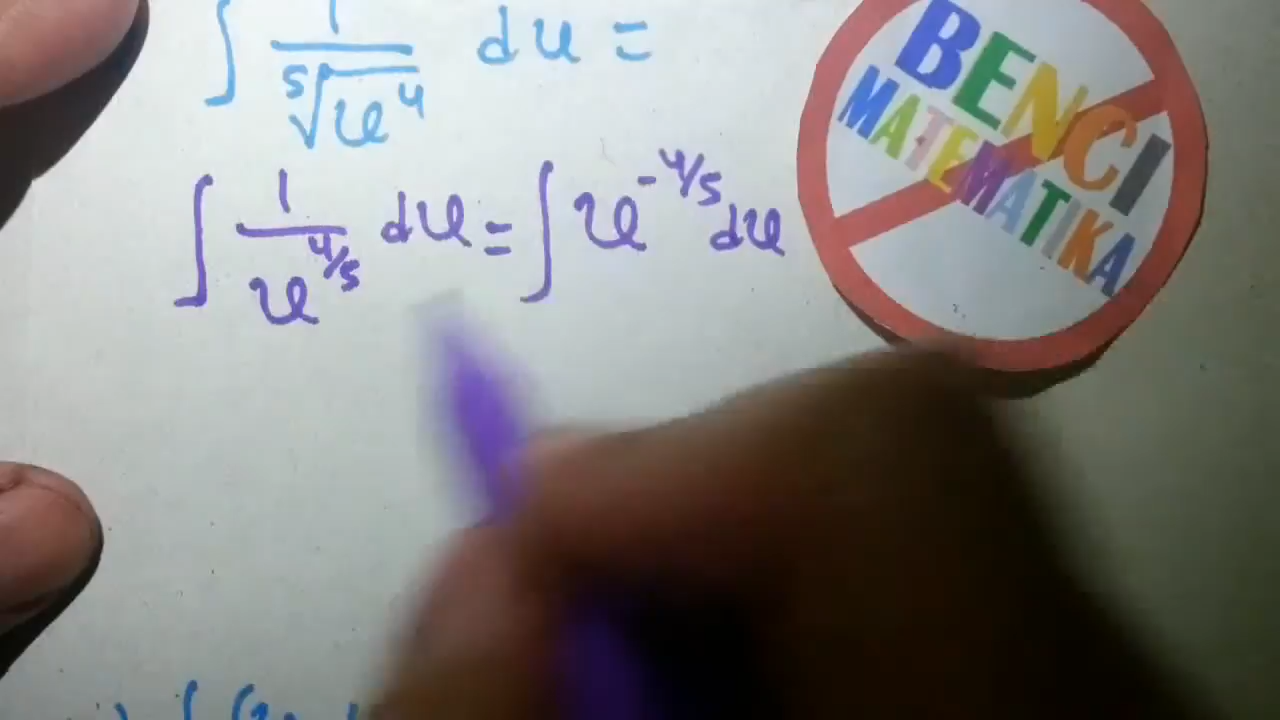 ∫ 1/⁵√u⁴ du =
∫ 1/u^4/5 du = ∫ u^-4/5 du
BENCI
MATEMATIKA